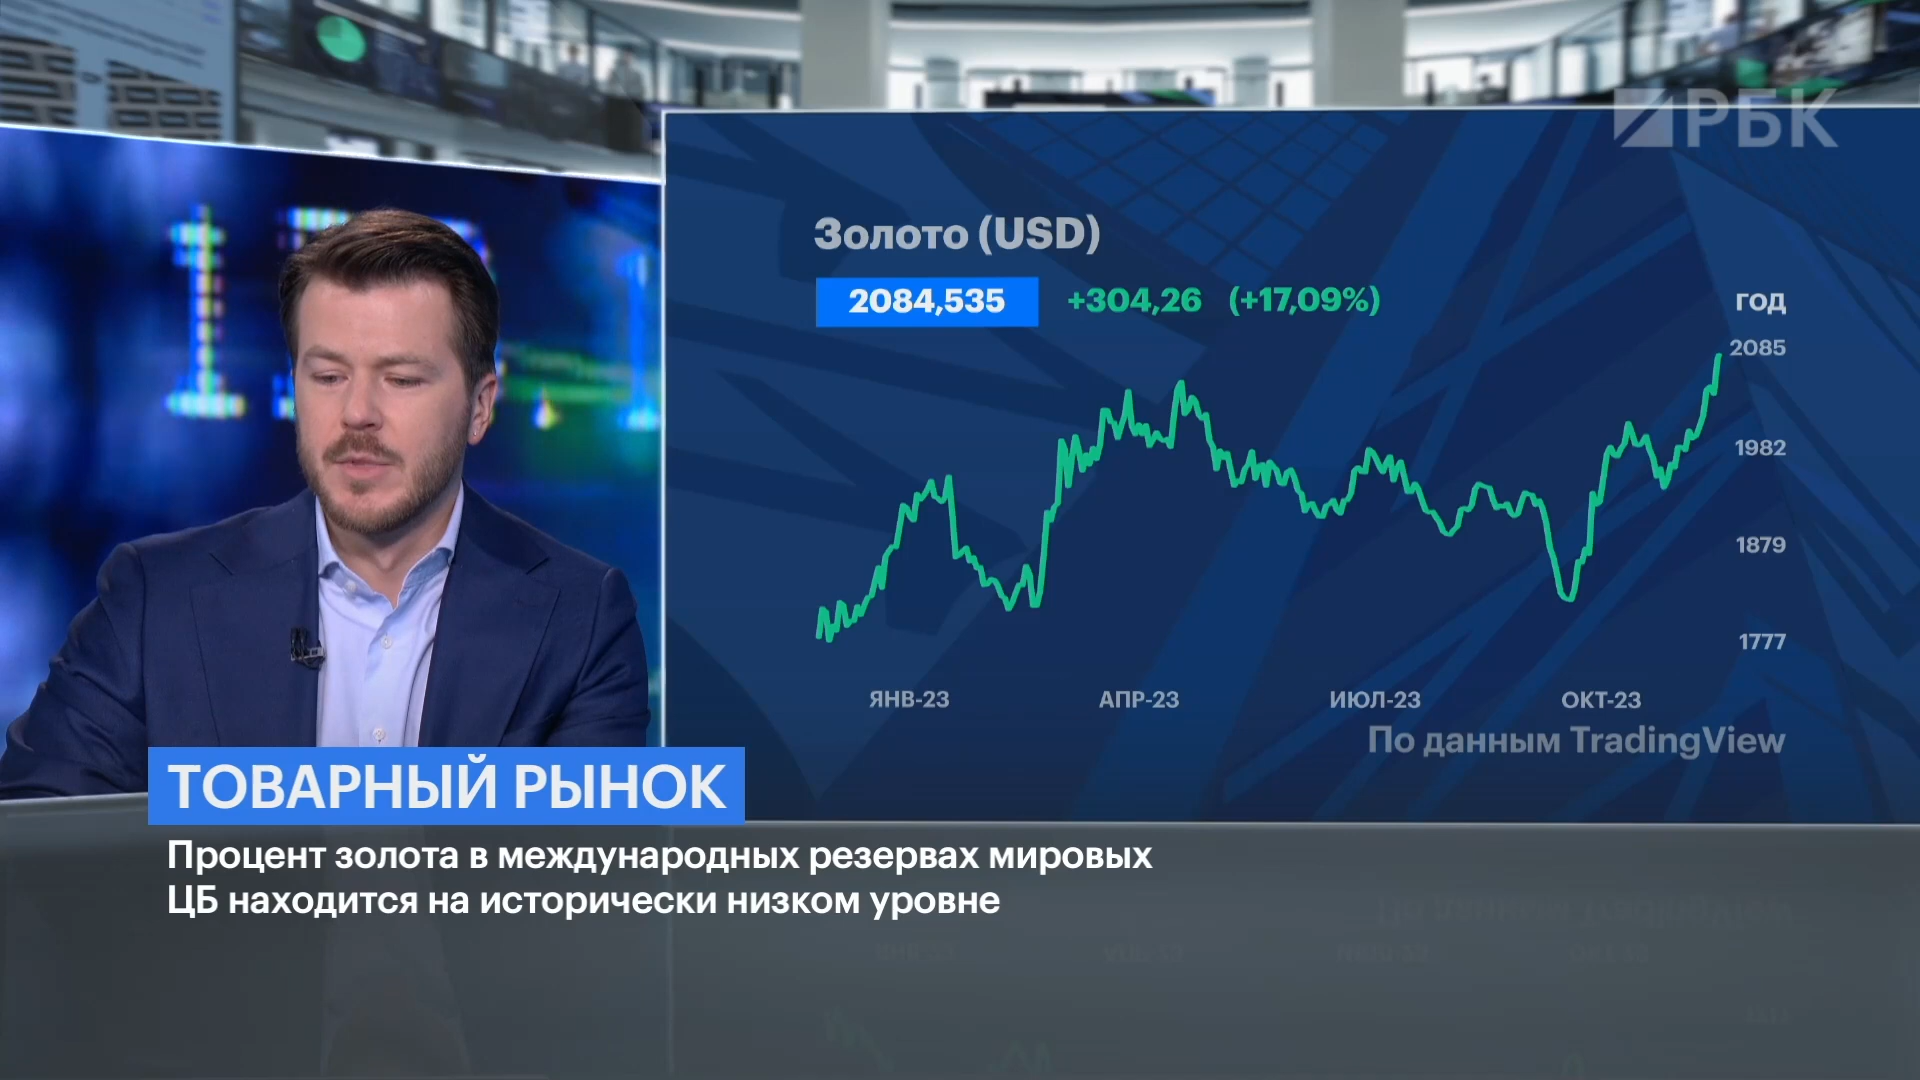 РБК
Золото (USD)
2084,535 +304,26 (+17,09%)
год
2085
1982
1879
1777
ЯНВ-23 АПР-23 ИЮЛ-23 ОКТ-23
По данным TradingView
ТОВАРНЫЙ РЫНОК
Процент золота в международных резервах мировых
ЦБ находится на исторически низком уровне